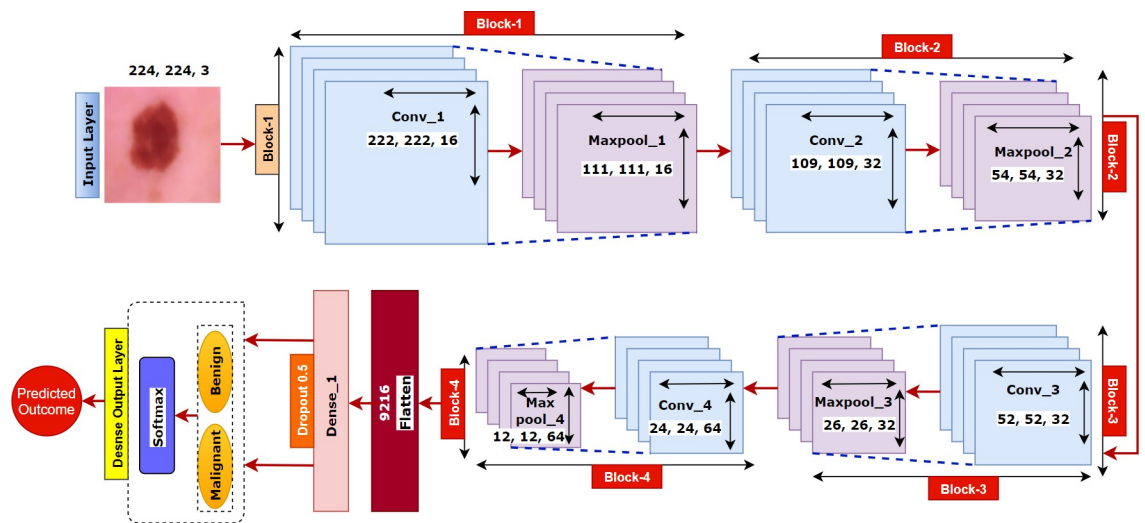 Block-1
Block-2
224, 224, 3
Input Layer
Block-1
Conv_1
222, 222, 16
Maxpool_1
111, 111, 16
Conv_2
109, 109, 32
Maxpool_2
54, 54, 32
Block-2
Predicted
Outcome
Dense Output Layer
Softmax
Benign
Malignant
Dropout 0.5
Dense_1
9216
Flatten
Block-4
Max
pool_4
12, 12, 64
Conv_4
24, 24, 64
Maxpool_3
26, 26, 32
Conv_3
52, 52, 32
Block-3
Block-4
Block-3